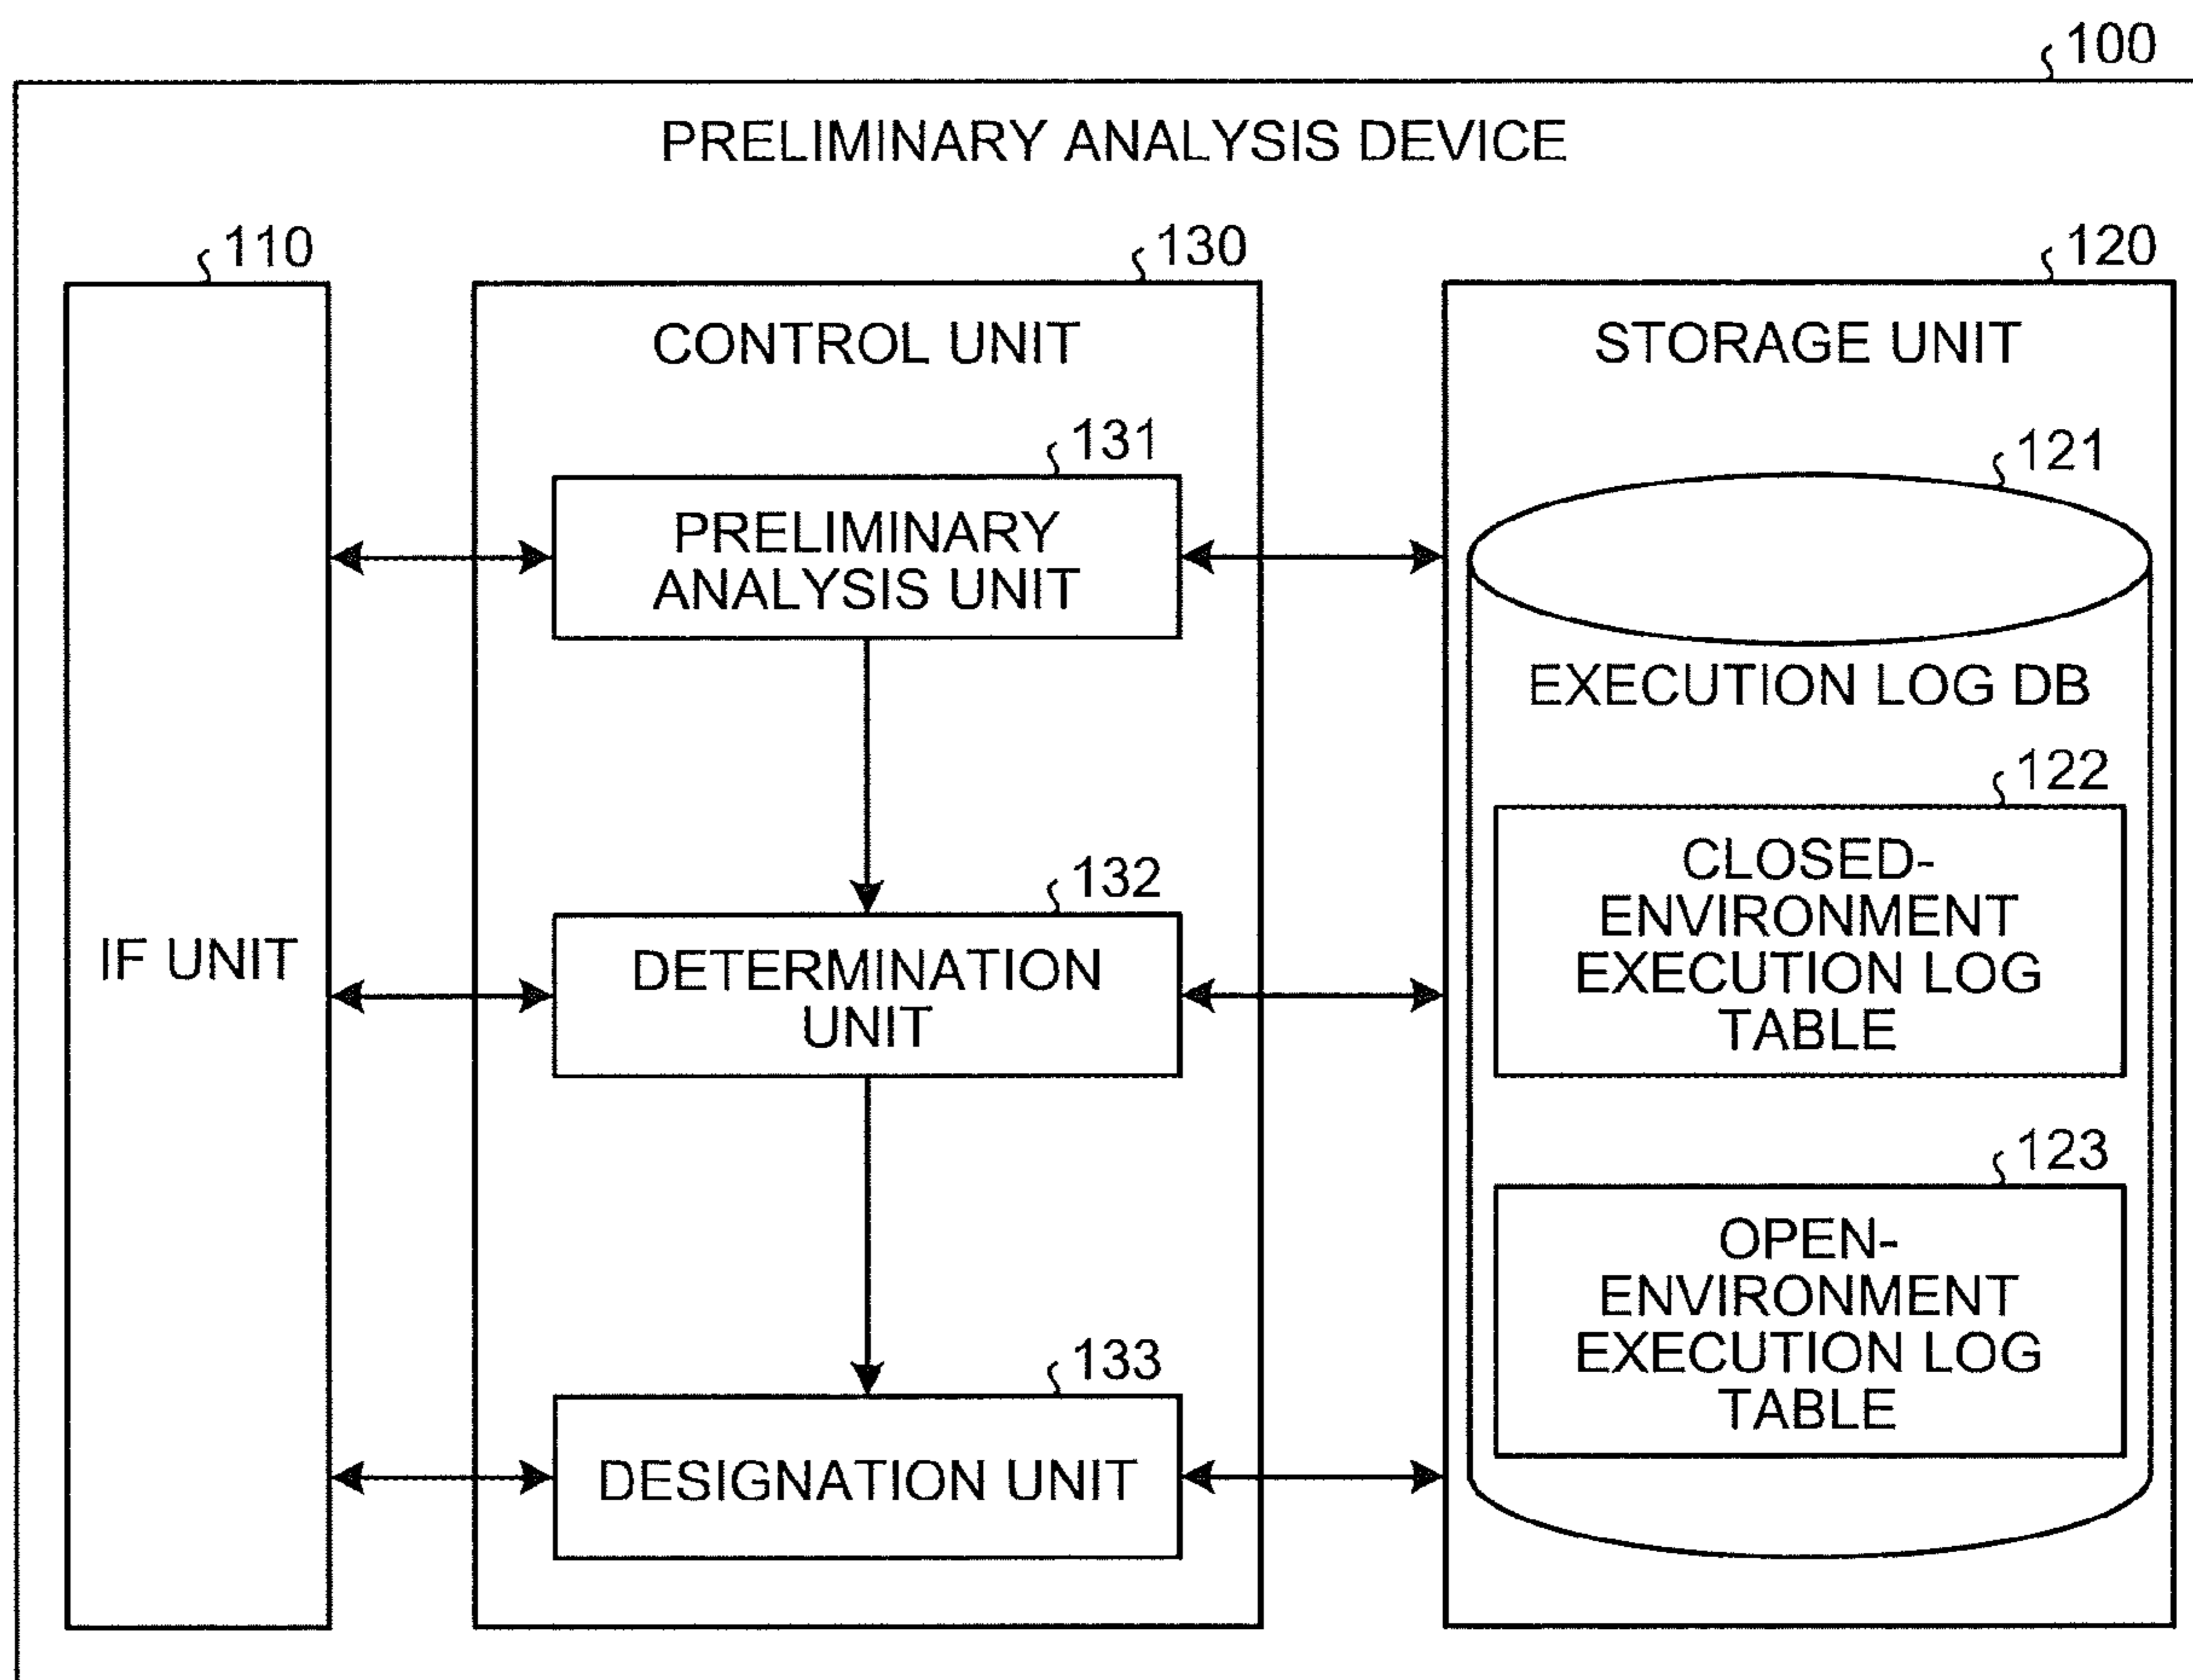 100
PRELIMINARY ANALYSIS DEVICE
110
130
120
CONTROL UNIT
STORAGE UNIT
131
121
PRELIMINARY
ANALYSIS UNIT
EXECUTION LOG DB
122
CLOSED-
ENVIRONMENT
EXECUTION LOG
TABLE
132
IF UNIT
DETERMINATION
UNIT
123
OPEN-
ENVIRONMENT
EXECUTION LOG
TABLE
133
DESIGNATION UNIT